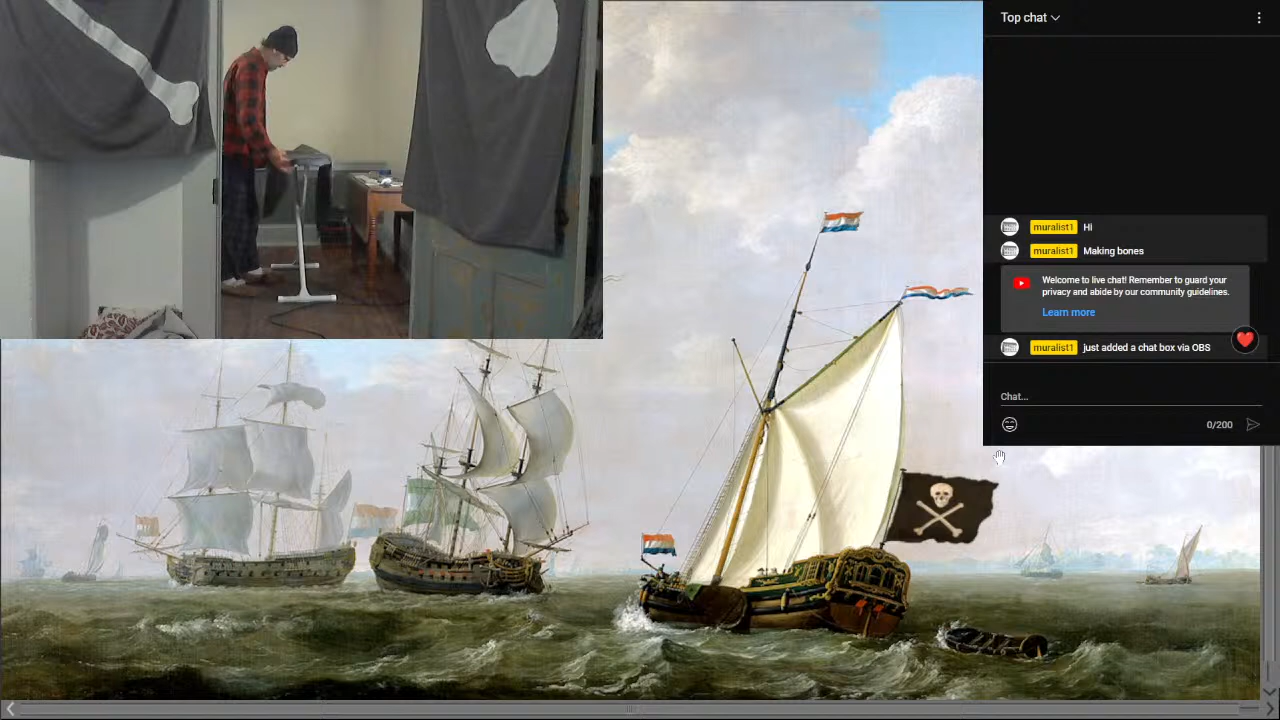 Top chat
muralist1 Hi
muralist1 Making bones
Welcome to live chat! Remember to guard your
privacy and abide by our community guidelines.
Learn more
muralist1 just added a chat box via OBS
Chat...
0/200